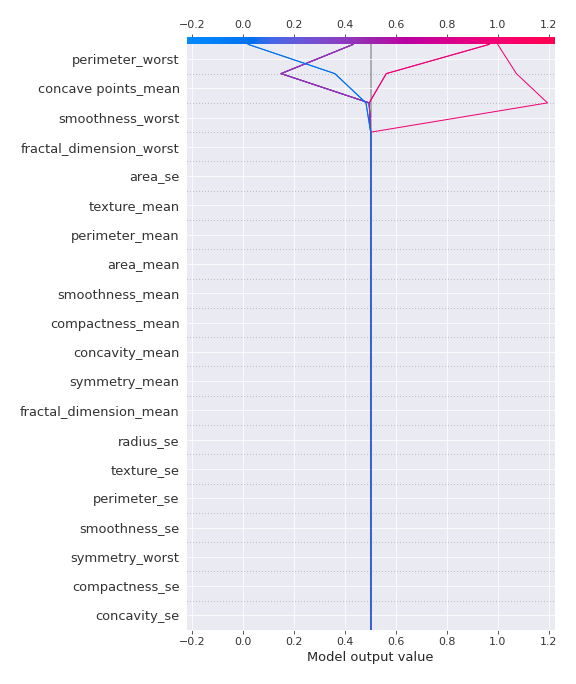 −0.2 0.0 0.2 0.4 0.6 0.8 1.0 1.2
perimeter_worst
concave points_mean
smoothness_worst
fractal_dimension_worst
area_se
texture_mean
perimeter_mean
area_mean
smoothness_mean
compactness_mean
concavity_mean
symmetry_mean
fractal_dimension_mean
radius_se
texture_se
perimeter_se
smoothness_se
symmetry_worst
compactness_se
concavity_se
−0.2 0.0 0.2 0.4 0.6 0.8 1.0 1.2
Model output value